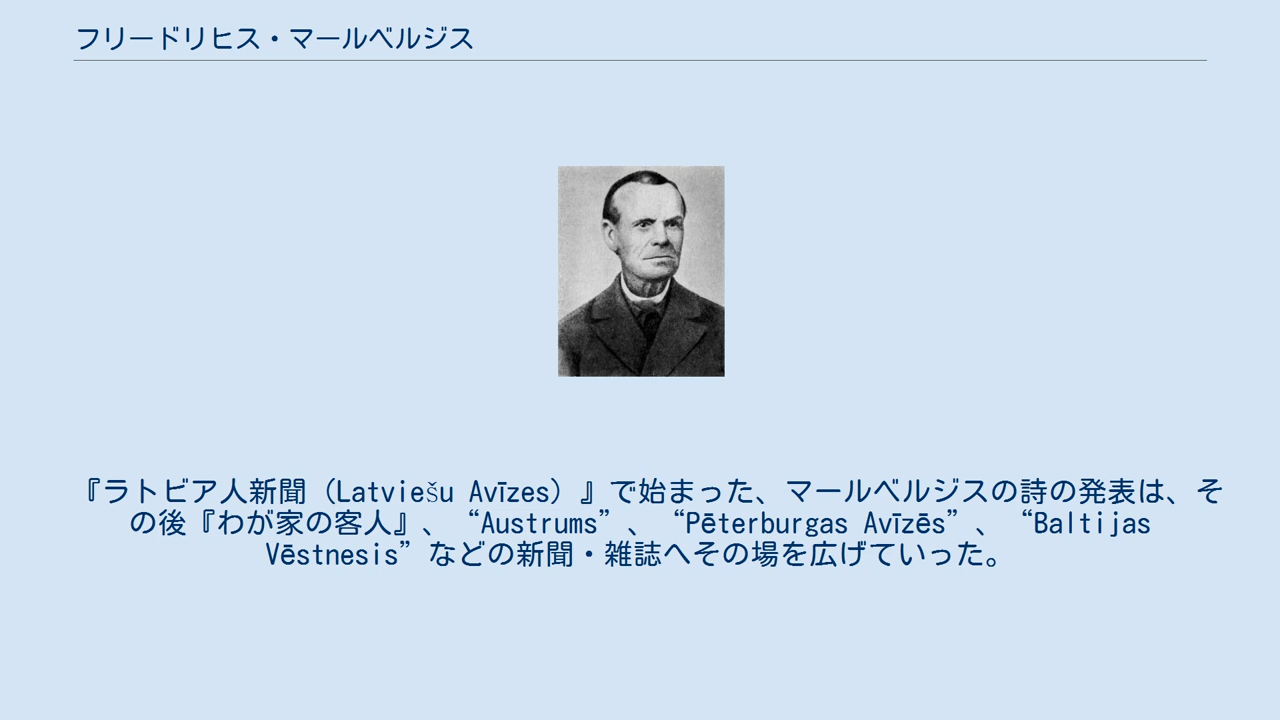 フリードリヒス・マールベルジス
『ラトビア人新聞（Latviešu Avīzes）』で始まった、マールベルジスの詩の発表は、そ
の後『わが家の客人』、“Austrums”、“Pēterburgas Avīzēs”、“Baltijas
Vēstnesis”などの新聞・雑誌へその場を広げていった。